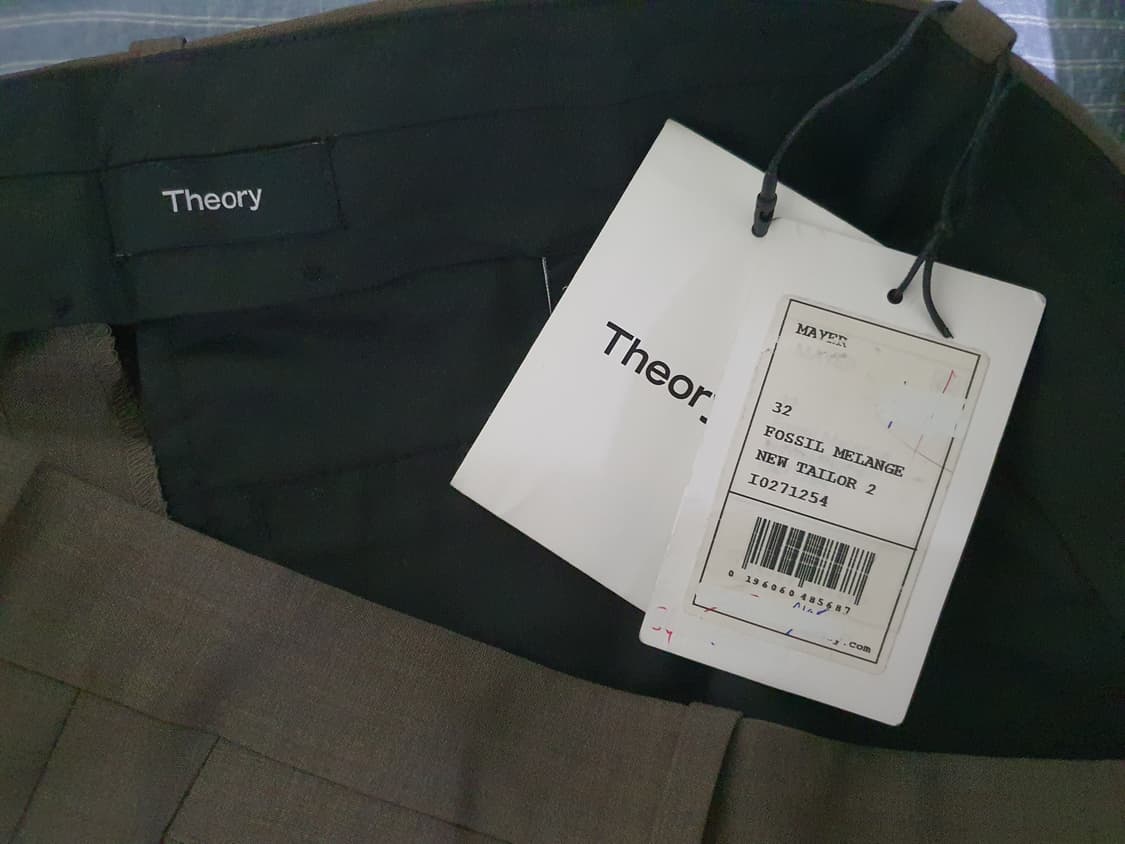 Theory
Theory
MAYER
32
FOSSIL MELANGE
NEW TAILOR 2
I0271254
0 196060 485687
.com